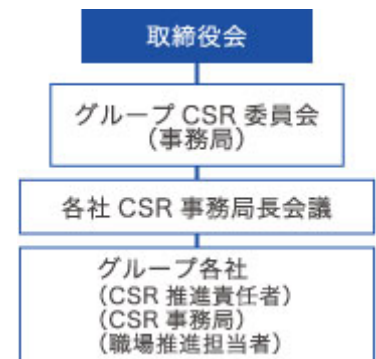 取締役会
グループ CSR 委員会
（事務局）
各社 CSR 事務局長会議
グループ各社
（CSR 推進責任者）
（CSR 事務局）
（職場推進担当者）